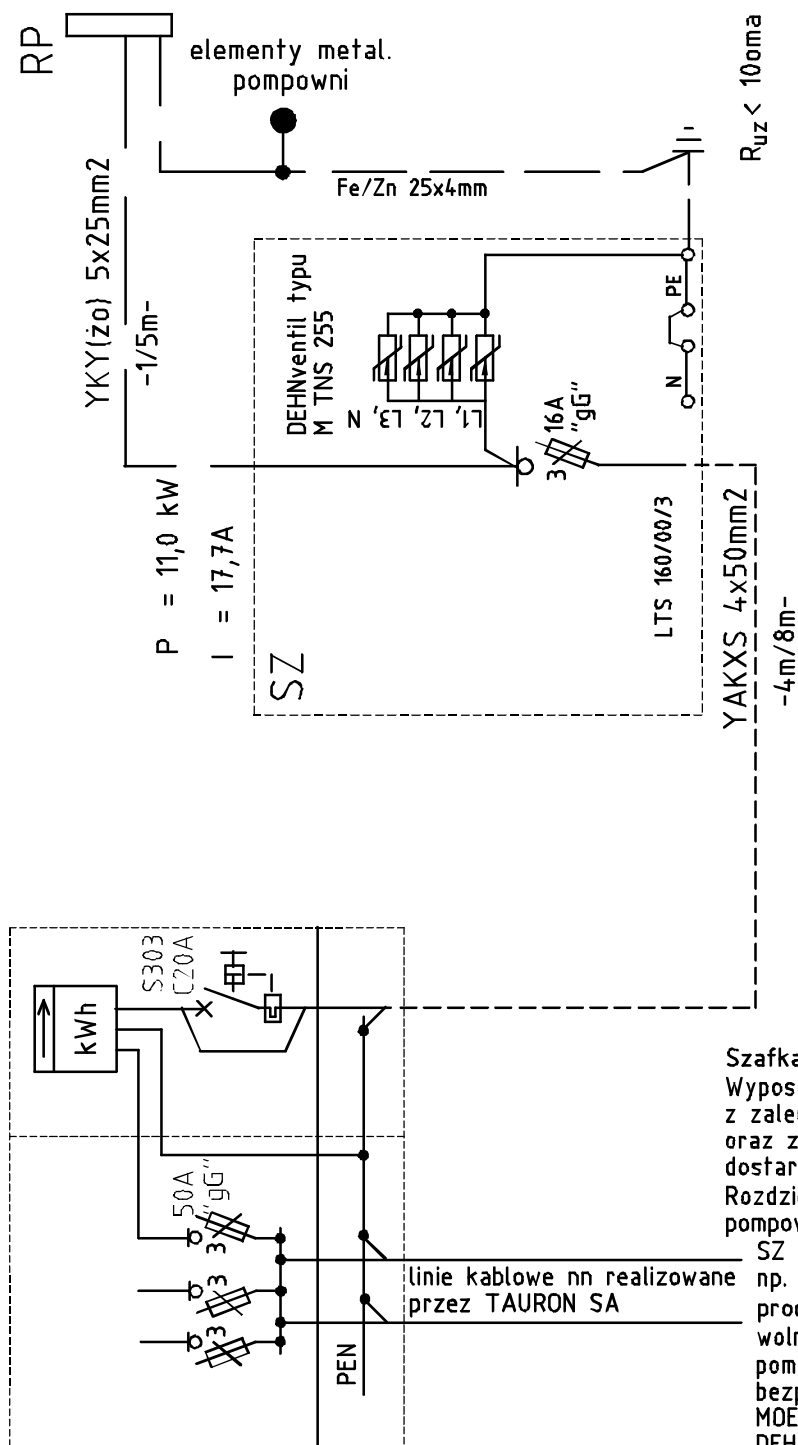 RP
elementy metal.
pompowni
YKY(żo) 5x25mm2
-1/5m-
Fe/Zn 25x4mm
Ruz < 10oma
DEHNventil typu
M TNS 255
L1, L2, L3, N
PE
N
3
16A
"gG"
P = 11,0 kW
I = 17,7A
SZ
LTS 160/00/3
YAKXS 4x50mm2
-4m/8m-
S303
C20A
kWh
50A
"gG"
3
3
3
PEN
linie kablowe nn realizowane
przez TAURON SA
Szafka
Wypos
z zale
oraz z
dostar
Rozdzi
pompow
SZ
np.
proc
woln
pom
bezp
MOE
DEH